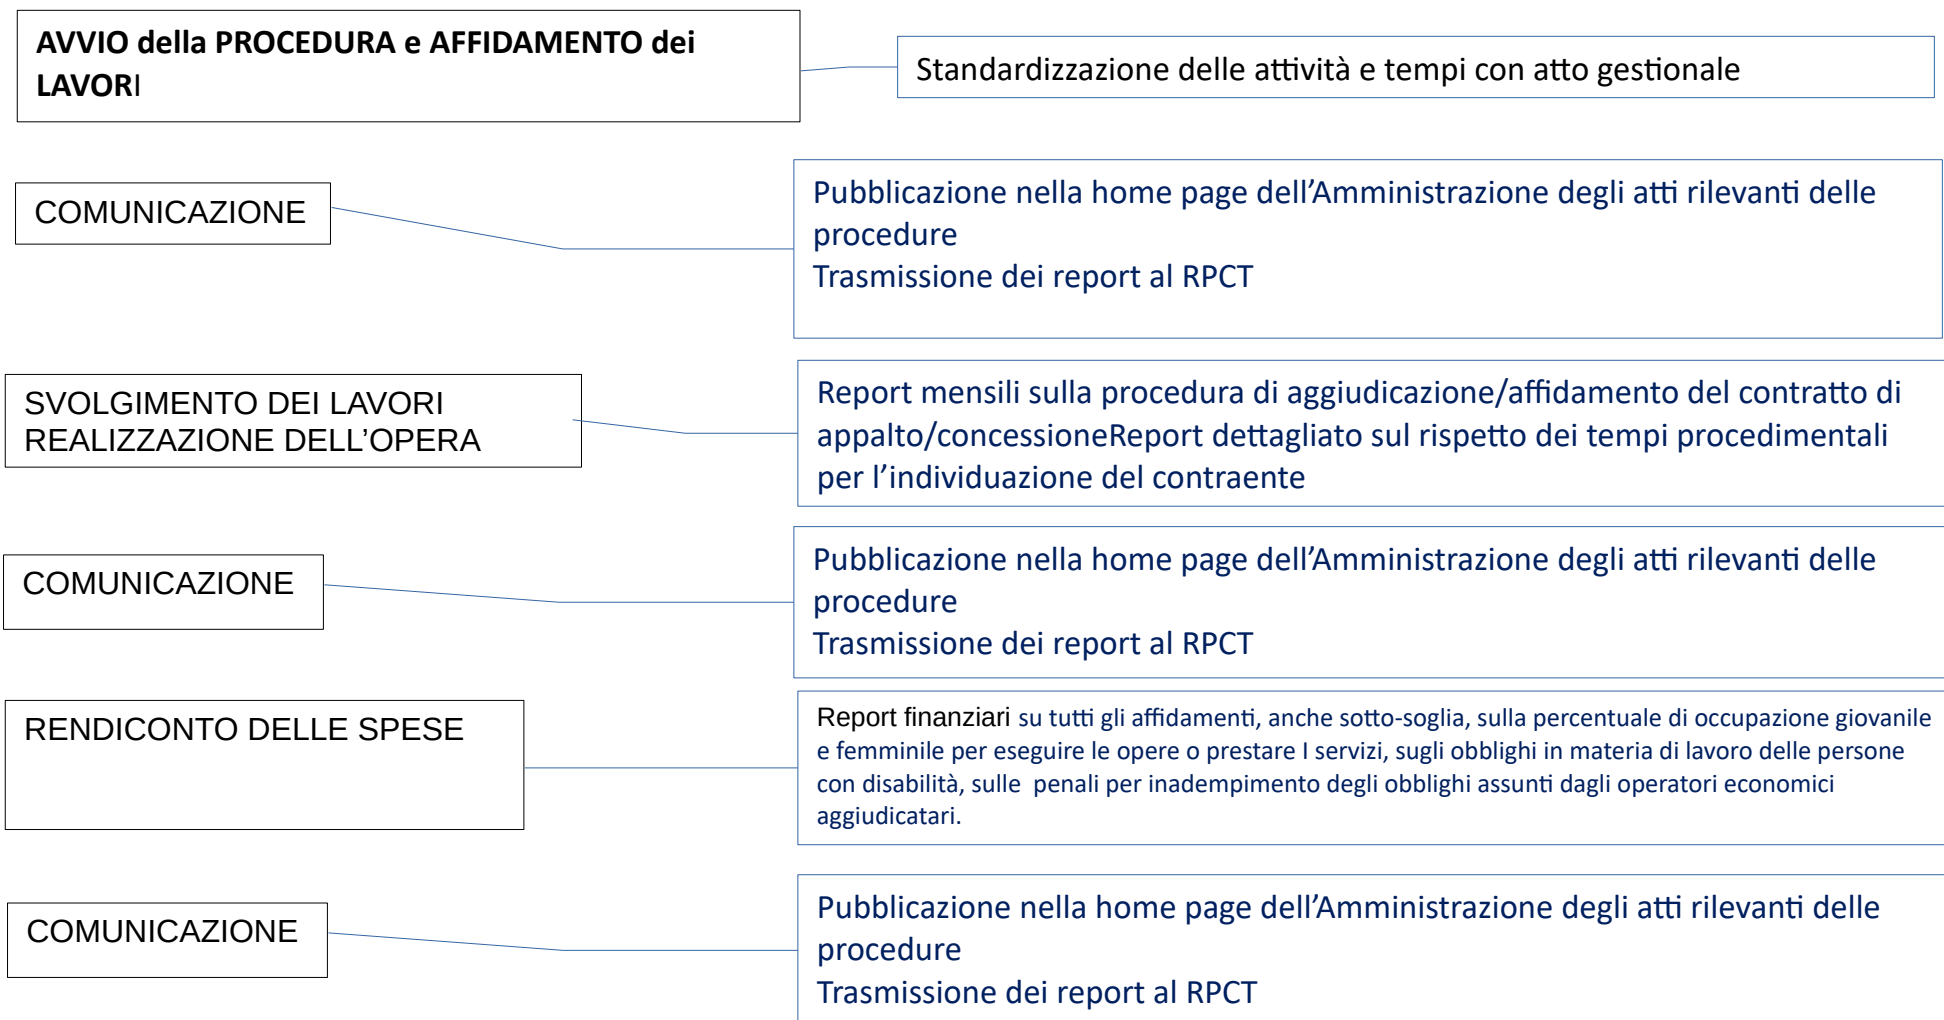 AVVIO della PROCEDURA e AFFIDAMENTO dei
LAVORI
Standardizzazione delle attività e tempi con atto gestionale
COMUNICAZIONE
Pubblicazione nella home page dell’Amministrazione degli atti rilevanti delle
procedure
Trasmissione dei report al RPCT
SVOLGIMENTO DEI LAVORI
REALIZZAZIONE DELL’OPERA
Report mensili sulla procedura di aggiudicazione/affidamento del contratto di
appalto/concessioneReport dettagliato sul rispetto dei tempi procedimentali
per l’individuazione del contraente
COMUNICAZIONE
Pubblicazione nella home page dell’Amministrazione degli atti rilevanti delle
procedure
Trasmissione dei report al RPCT
RENDICONTO DELLE SPESE
Report finanziari su tutti gli affidamenti, anche sotto-soglia, sulla percentuale di occupazione giovanile
e femminile per eseguire le opere o prestare I servizi, sugli obblighi in materia di lavoro delle persone
con disabilità, sulle  penali per inadempimento degli obblighi assunti dagli operatori economici
aggiudicatari.
COMUNICAZIONE
Pubblicazione nella home page dell’Amministrazione degli atti rilevanti delle
procedure
Trasmissione dei report al RPCT